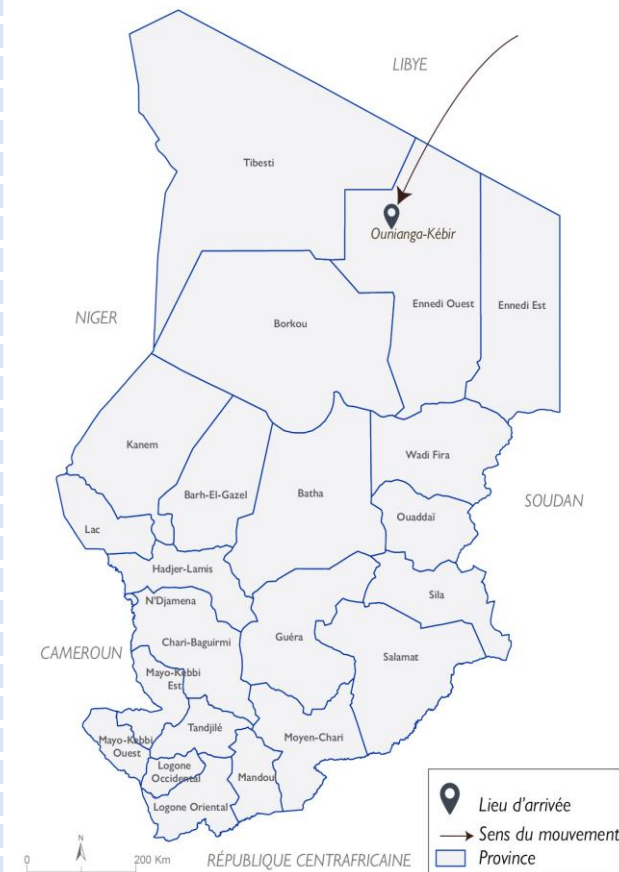 LIBYE
Tibesti
Ounianga-Kébir
Ennedi Ouest
Ennedi Est
NIGER
Borkou
Kanem
Wadi Fira
Barh-El-Gazel
Batha
SOUDAN
Ouaddaï
Lac
Hadjer-Lamis
Sila
N'Djamena
Guéra
Chari-Baguirmi
CAMEROUN
Salamat
Mayo-Kebbi
Est
Tandjilé
Moyen-Chari
Mayo-Kebbi
Ouest
Logone
Occidental
Mandou
Logone Oriental
Lieu d'arrivée
Sens du mouvement
Province
N
0
200 Km
RÉPUBLIQUE CENTRAFRICAINE